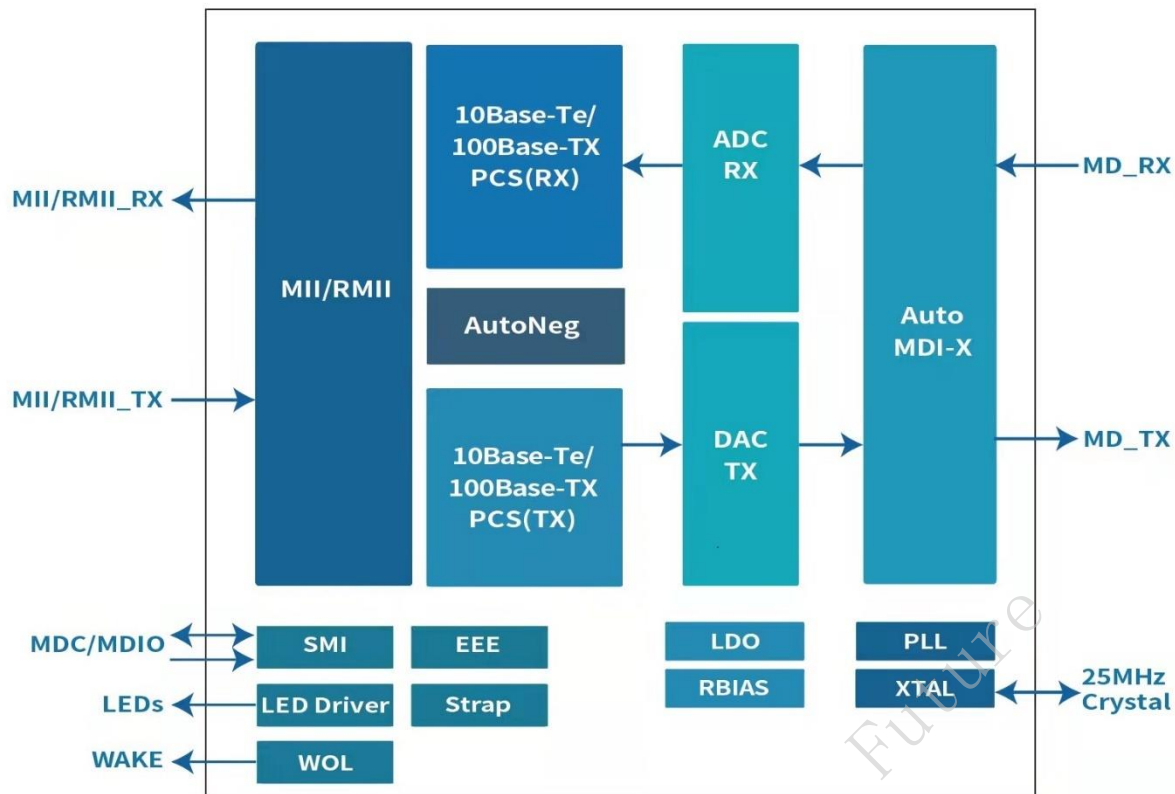 10Base-Te/
100Base-TX
PCS(RX)
ADC
RX
MD_RX
MII/RMII_RX
MII/RMII
AutoNeg
Auto
MDI-X
MII/RMII_TX
10Base-Te/
100Base-TX
PCS(TX)
DAC
TX
MD_TX
MDC/MDIO
SMI
EEE
LDO
PLL
LEDs
LED Driver
Strap
RBIAS
XTAL
25MHz
Crystal
WAKE
WOL
Future